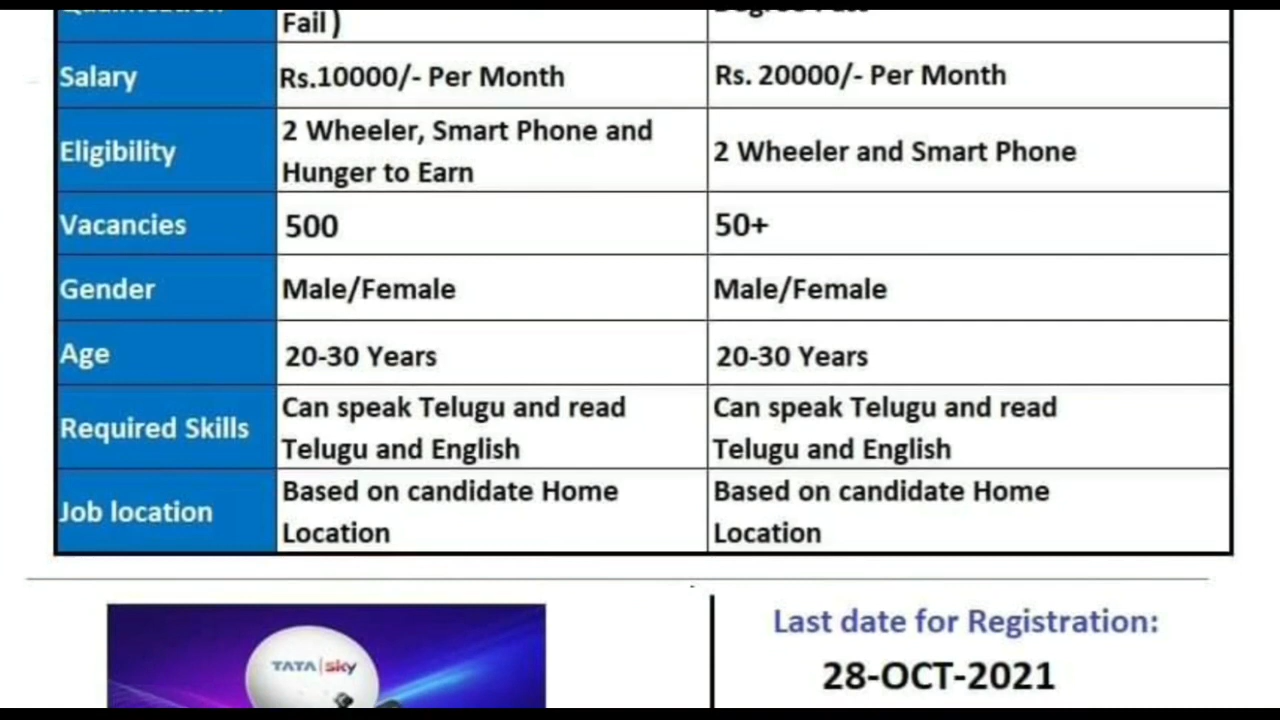 Fail )
Salary
Rs.10000/- Per Month
Rs. 20000/- Per Month
Eligibility
2 Wheeler, Smart Phone and
Hunger to Earn
2 Wheeler and Smart Phone
Vacancies
500
50+
Gender
Male/Female
Male/Female
Age
20-30 Years
20-30 Years
Required Skills
Can speak Telugu and read
Telugu and English
Can speak Telugu and read
Telugu and English
Job location
Based on candidate Home
Location
Based on candidate Home
Location
TATA sky
Last date for Registration:
28-OCT-2021